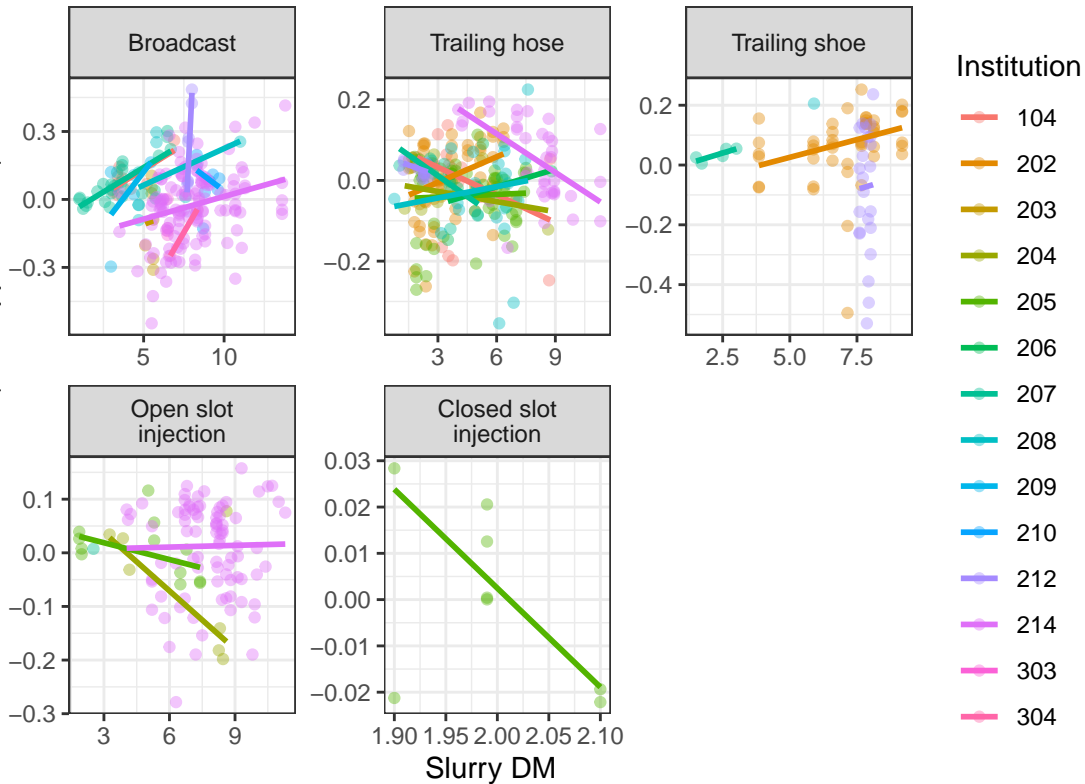 Broadcast
Trailing hose
Trailing shoe
0.3
0.0
−0.3
5 10
0.2
0.0
−0.2
3 6 9
0.2
0.0
−0.2
−0.4
2.5 5.0 7.5
Open slot
injection
Closed slot
injection
0.1
0.0
−0.1
−0.2
−0.3
3 6 9
0.03
0.02
0.01
0.00
−0.01
−0.02
1.90 1.95 2.00 2.05 2.10
Slurry DM
Institution
104
202
203
204
205
206
207
208
209
210
212
214
303
304